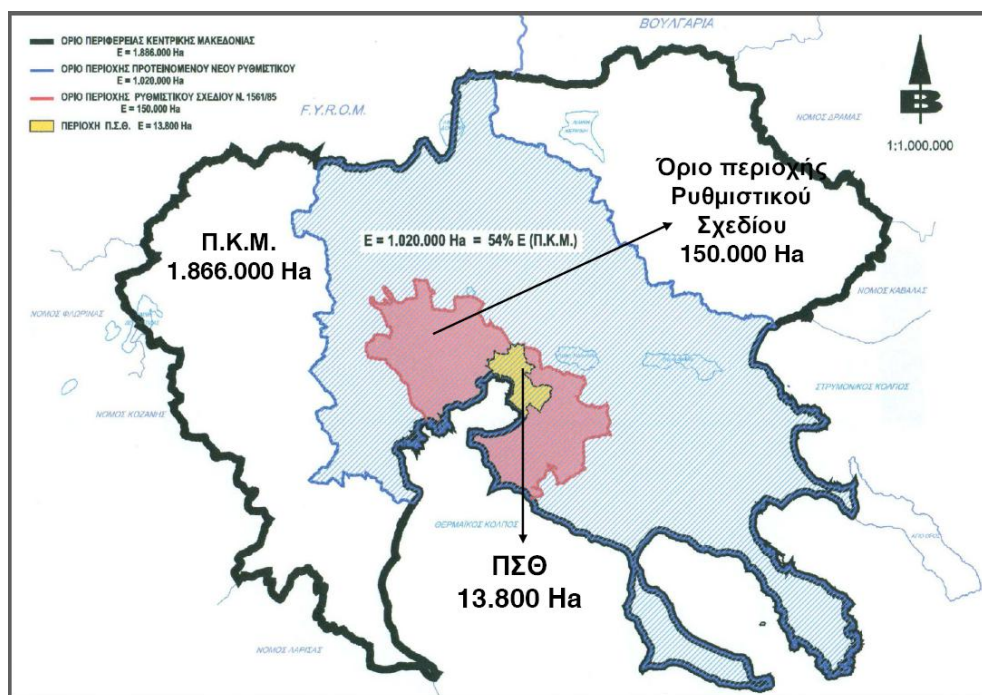 ΟΡΙΟ ΠΕΡΙΦΕΡΕΙΑΣ ΚΕΝΤΡΙΚΗΣ ΜΑΚΕΔΟΝΙΑΣ
Ε = 1.886.000 Ha
ΟΡΙΟ ΠΕΡΙΟΧΗΣ ΠΡΟΤΕΙΝΟΜΕΝΟΥ ΝΕΟΥ ΡΥΘΜΙΣΤΙΚΟΥ
Ε = 1.020.000 Ha
ΟΡΙΟ ΠΕΡΙΟΧΗΣ ΡΥΘΜΙΣΤΙΚΟΥ ΣΧΕΔΙΟΥ Ν. 1561/85
Ε = 150.000 Ha
ΠΕΡΙΟΧΗ Π.Σ.Θ. Ε = 13.800 Ha
ΒΟΥΛΓΑΡΙΑ
F.Y.R.O.M.
ΝΟΜΟΣ ΔΡΑΜΑΣ
Β
1:1.000.000
Όριο περιοχής
Ρυθμιστικού
Σχεδίου
150.000 Ha
Π.Κ.Μ.
1.866.000 Ha
Ε = 1.020.000 Ha = 54% Ε (Π.Κ.Μ.)
ΝΟΜΟΣ ΚΑΒΑΛΑΣ
ΝΟΜΟΣ ΦΛΩΡΙΝΑΣ
ΣΤΡΥΜΟΝΙΚΟΣ ΚΟΛΠΟΣ
ΝΟΜΟΣ ΚΟΖΑΝΗΣ
ΘΕΡΜΑΪΚΟΣ ΚΟΛΠΟΣ
ΠΣΘ
13.800 Ha
ΝΟΜΟΣ ΛΑΡΙΣΑΣ